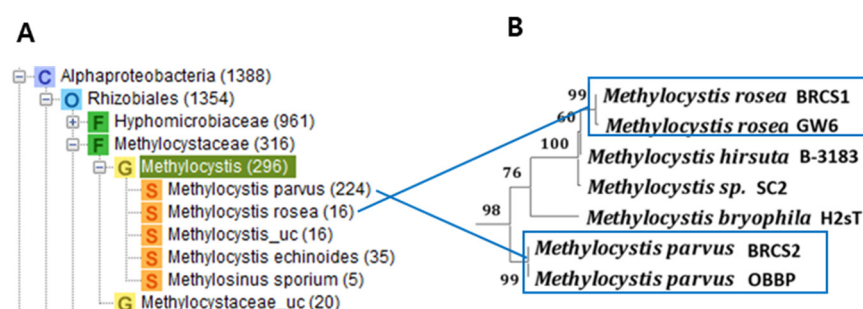 A
C Alphaproteobacteria (1388)
O Rhizobiales (1354)
F Hyphomicrobiaceae (961)
F Methylocystaceae (316)
G Methylocystis (296)
S Methylocystis parvus (224)
S Methylocystis rosea (16)
S Methylocystis_uc (16)
S Methylocystis echinoides (35)
S Methylosinus sporium (5)
G Methylocystaceae_uc (20)
B
99 Methylocystis rosea BRCS1
60 Methylocystis rosea GW6
100 Methylocystis hirsuta B-3183
76 Methylocystis sp. SC2
98 Methylocystis bryophila H2sT
Methylocystis parvus BRCS2
99 Methylocystis parvus OBBP